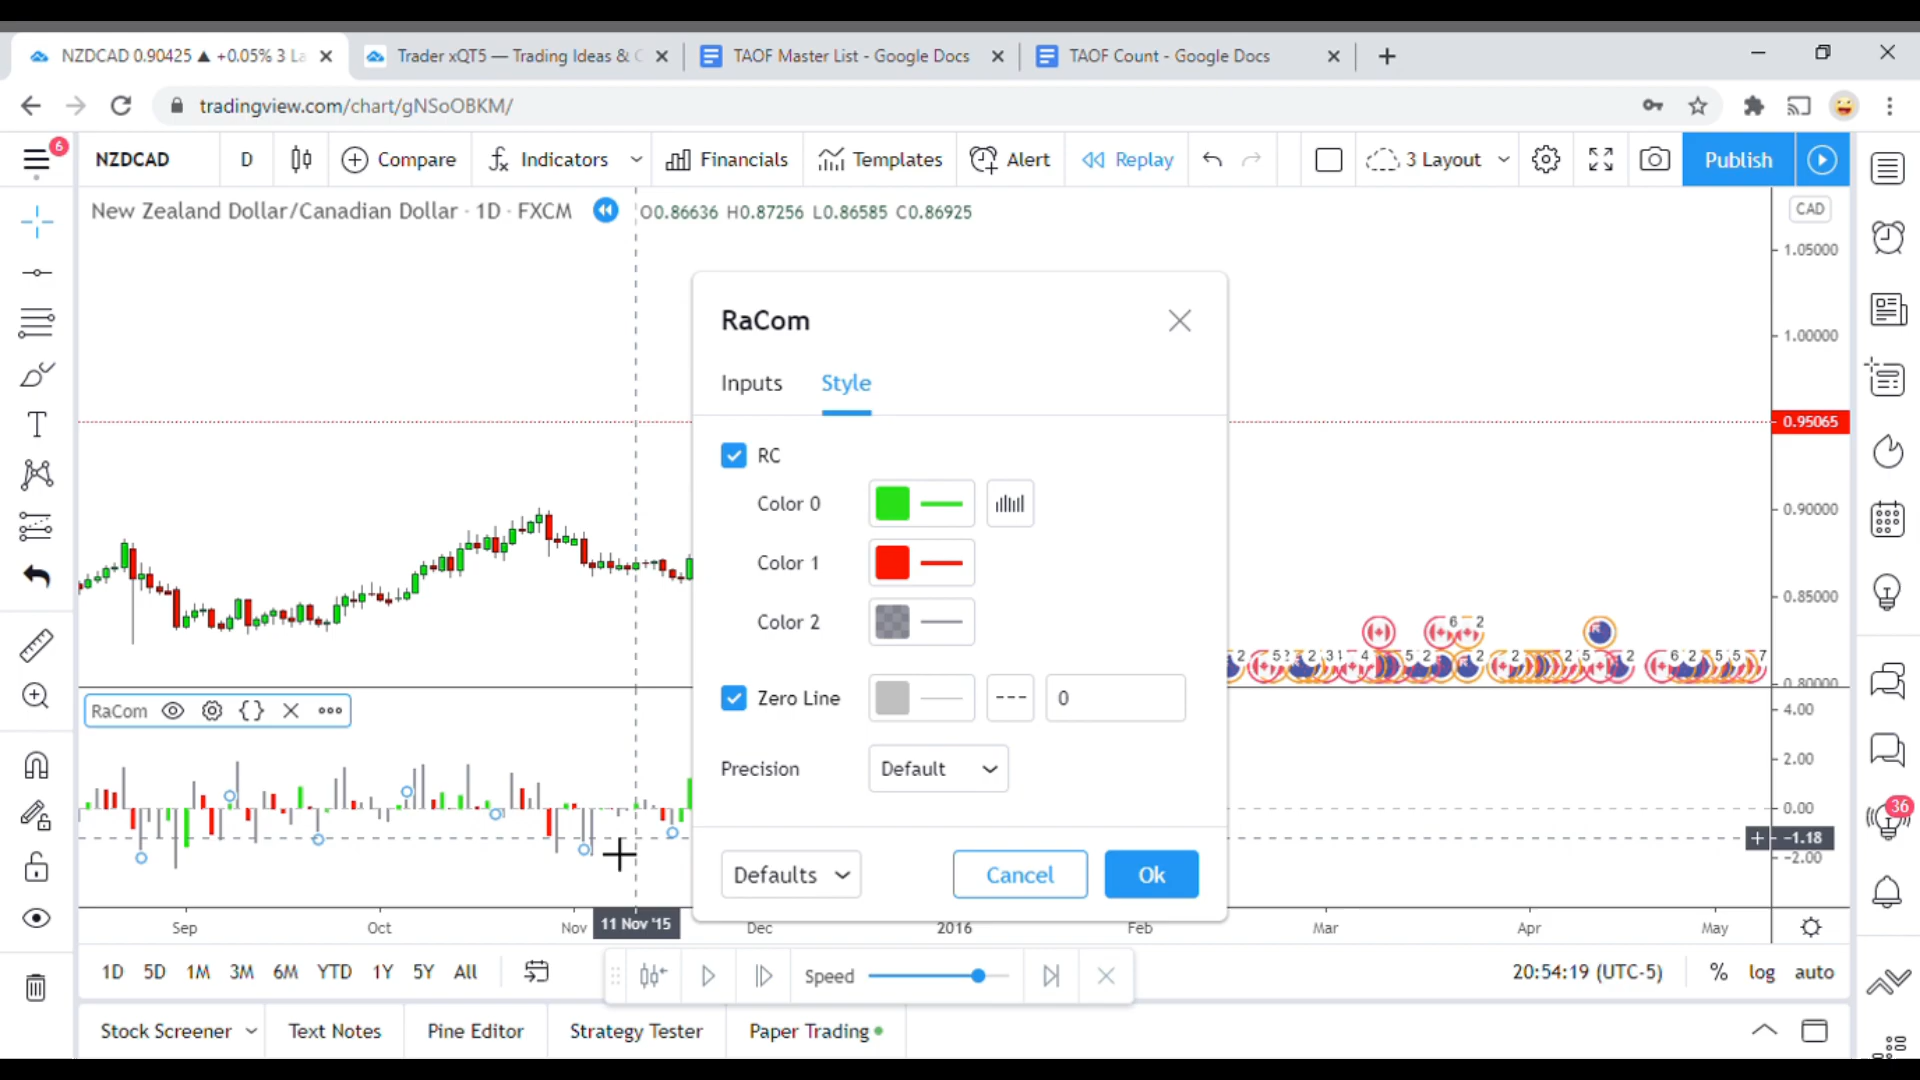 NZDCAD 0.90425 ▲ +0.05% 3 La
Trader xQT5 — Trading Ideas & C
TAOF Master List - Google Docs
TAOF Count - Google Docs
tradingview.com/chart/gNSoOBKM/
6
NZDCAD D Compare Indicators Financials Templates Alert Replay 3 Layout Publish
New Zealand Dollar/Canadian Dollar · 1D · FXCM O0.86636 H0.87256 L0.86585 C0.86925
CAD
1.05000
1.00000
0.95065
0.90000
0.85000
0.80000
RaCom
Inputs Style
RC
Color 0
Color 1
Color 2
Zero Line 0
Precision Default
Defaults Cancel Ok
RaCom
4.00
2.00
0.00
−1.18
−2.00
36
Sep Oct Nov 11 Nov '15 Dec 2016 Feb Mar Apr May
1D 5D 1M 3M 6M YTD 1Y 5Y All
Speed
20:54:19 (UTC-5) % log auto
Stock Screener Text Notes Pine Editor Strategy Tester Paper Trading